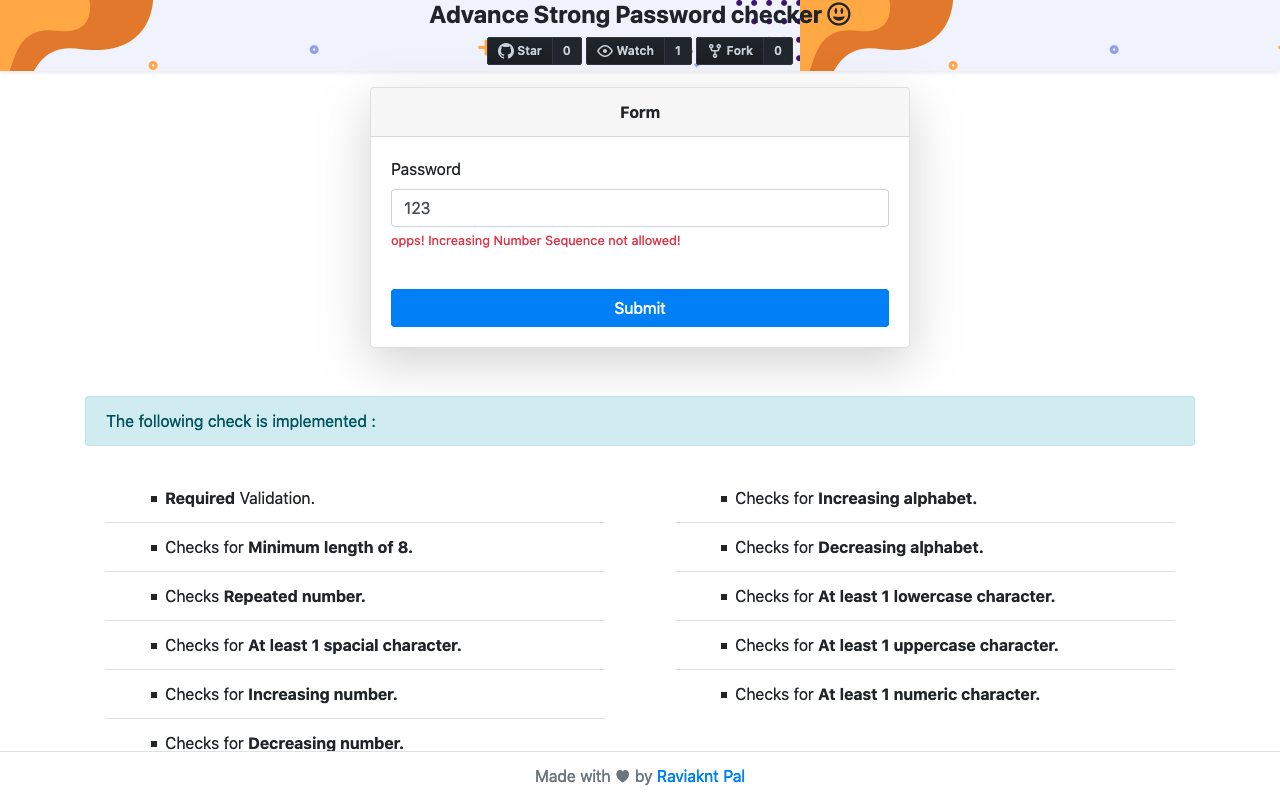 Advance Strong Password checker 😃
Star 0 Watch 1 Fork 0
Form
Password
123
opps! Increasing Number Sequence not allowed!
Submit
The following check is implemented :
Required Validation.
Checks for Minimum length of 8.
Checks Repeated number.
Checks for At least 1 spacial character.
Checks for Increasing number.
Checks for Decreasing number.
Checks for Increasing alphabet.
Checks for Decreasing alphabet.
Checks for At least 1 lowercase character.
Checks for At least 1 uppercase character.
Checks for At least 1 numeric character.
Made with ♥ by Raviaknt Pal